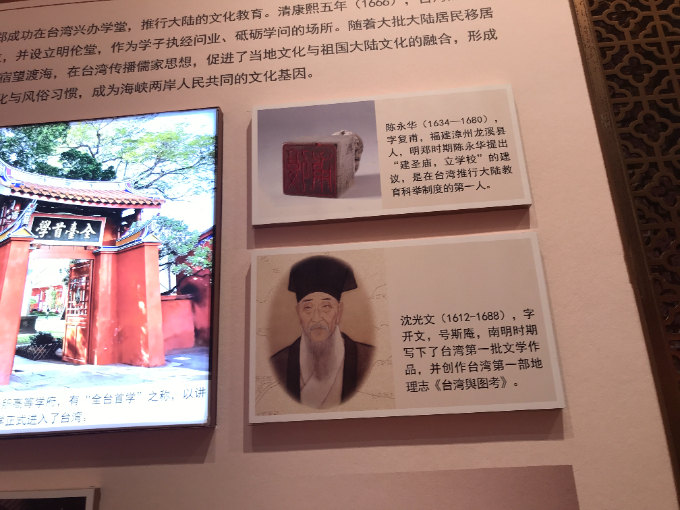 郑成功在台湾兴办学堂，推行大陆的文化教育。清康熙五年（1666），台湾
，并设立明伦堂，作为学子执经问业、砥砺学问的场所。随着大批大陆居民移居
宿望渡海，在台湾传播儒家思想，促进了当地文化与祖国大陆文化的融合，形成
化与风俗习惯，成为海峡两岸人民共同的文化基因。
全臺首學
等学师，有“全台首学”之称，以讲
学正式进入了台湾。
陈永华（1634—1680），
字复甫，福建漳州龙溪县
人，明郑时期陈永华提出
“建圣庙，立学校”的建
议，是在台湾推行大陆教
育科举制度的第一人。
沈光文（1612-1688），字
开文，号斯庵，南明时期
写下了台湾第一批文学作
品，并创作台湾第一部地
理志《台湾舆图考》。